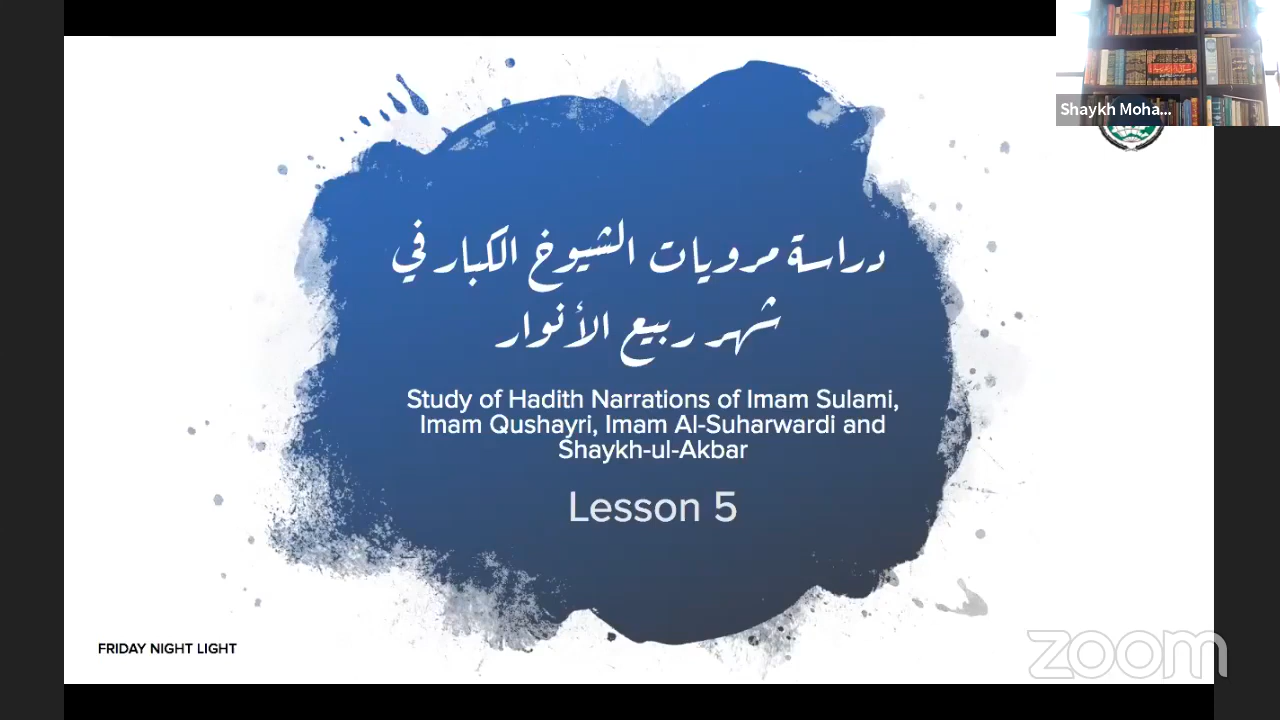 Shaykh Moha...
دراسة مرويات الشيوخ الكبار في
شهر ربيع الأنوار
Study of Hadith Narrations of Imam Sulami,
Imam Qushayri, Imam Al-Suharwardi and
Shaykh-ul-Akbar
Lesson 5
FRIDAY NIGHT LIGHT
zoom